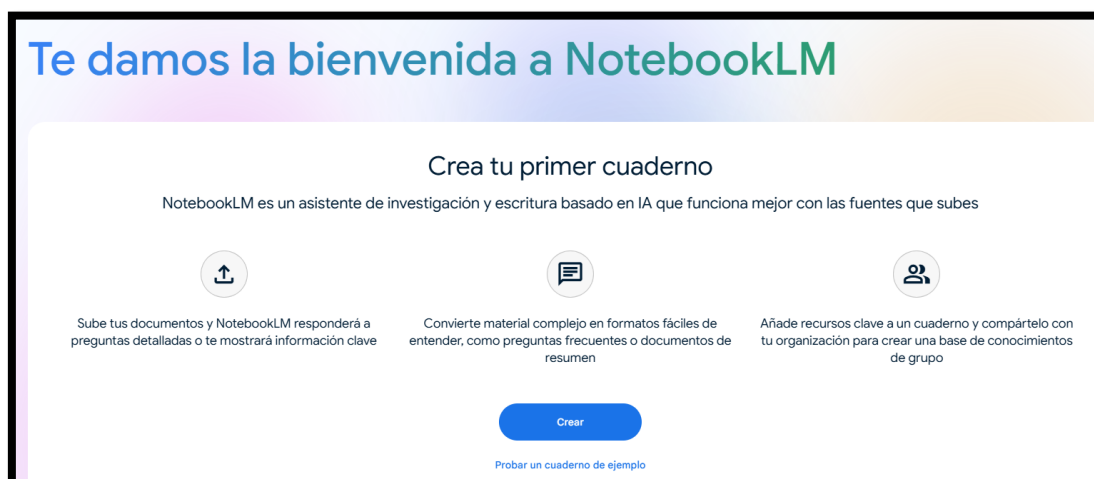 Te damos la bienvenida a NotebookLM
Crea tu primer cuaderno
NotebookLM es un asistente de investigación y escritura basado en IA que funciona mejor con las fuentes que subes
Sube tus documentos y NotebookLM responderá a
preguntas detalladas o te mostrará información clave
Convierte material complejo en formatos fáciles de
entender, como preguntas frecuentes o documentos de
resumen
Añade recursos clave a un cuaderno y compártelo con
tu organización para crear una base de conocimientos
de grupo
Crear
Probar un cuaderno de ejemplo